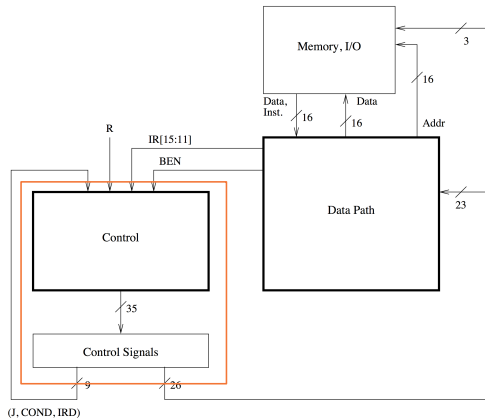 Memory, I/O
3
16
Data,
Inst.
16
Data
16
Addr
R
IR[15:11]
BEN
Data Path
23
Control
35
Control Signals
9
26
(J, COND, IRD)